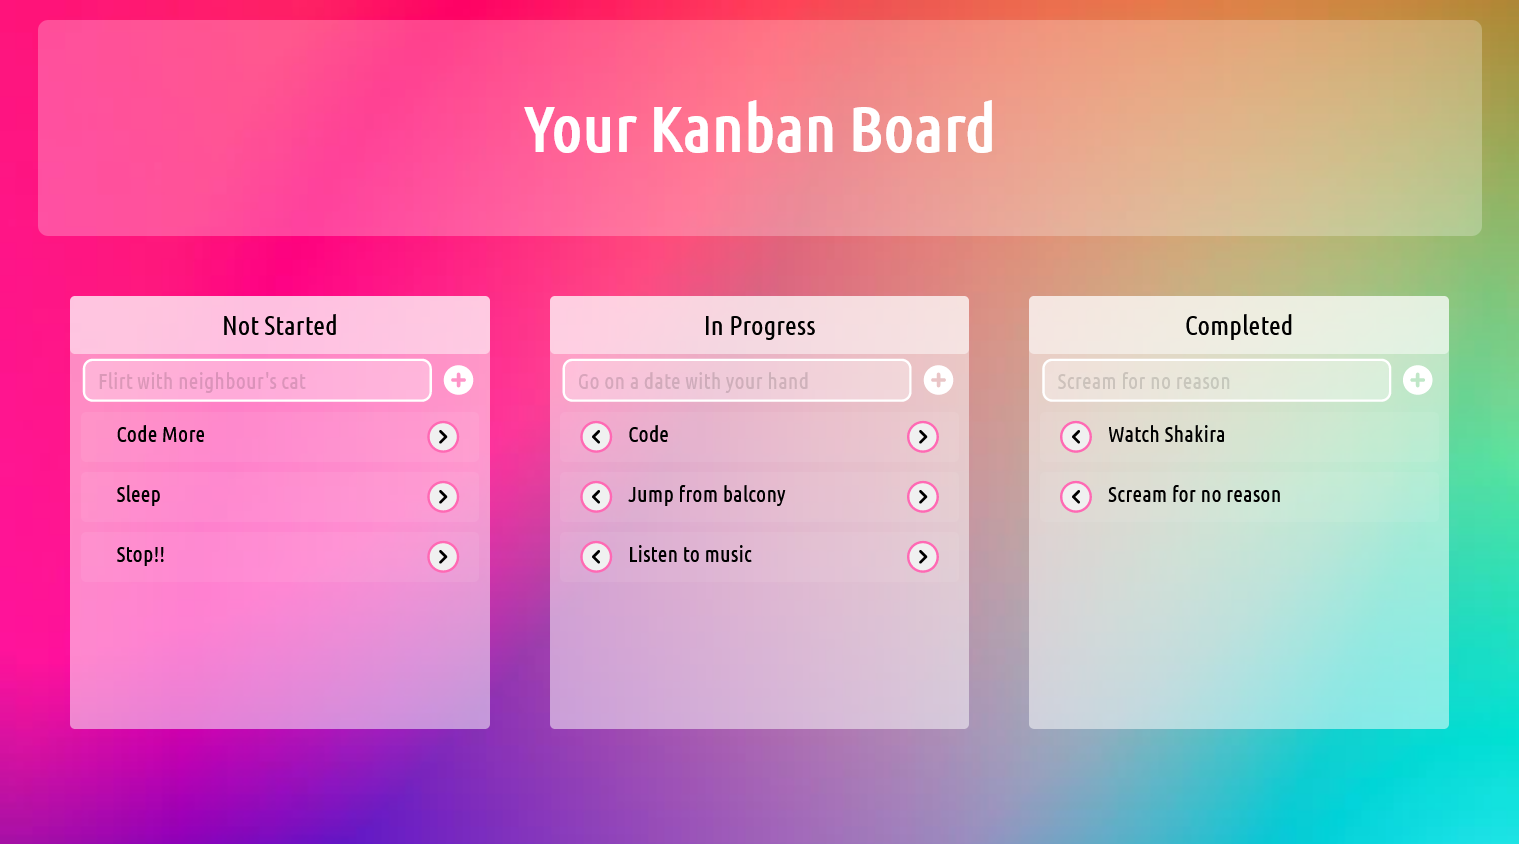 Your Kanban Board
Not Started
Flirt with neighbour's cat
Code More
Sleep
Stop!!
In Progress
Go on a date with your hand
Code
Jump from balcony
Listen to music
Completed
Scream for no reason
Watch Shakira
Scream for no reason